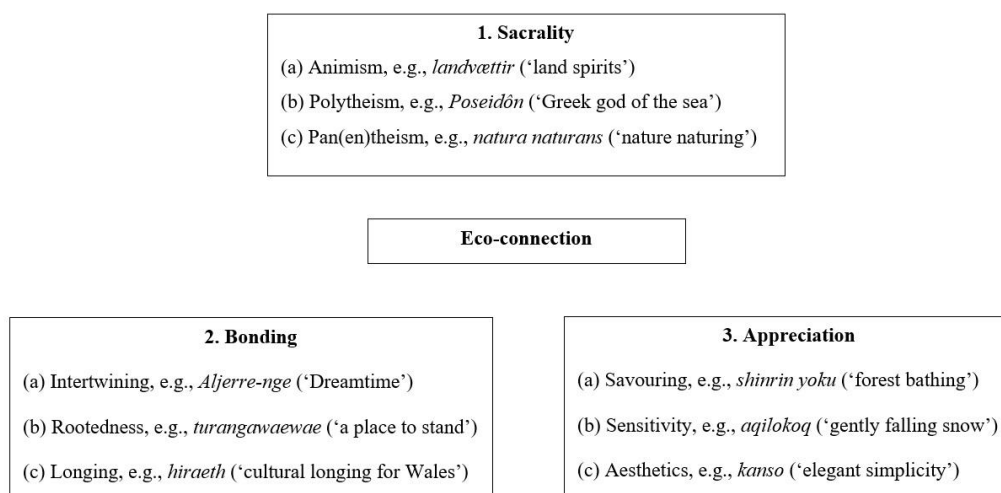 1. Sacrality
(a) Animism, e.g., landvættir (‘land spirits’)
(b) Polytheism, e.g., Poseidôn (‘Greek god of the sea’)
(c) Pan(en)theism, e.g., natura naturans (‘nature naturing’)
Eco-connection
2. Bonding
(a) Intertwining, e.g., Aljerre-nge (‘Dreamtime’)
(b) Rootedness, e.g., turangawaewae (‘a place to stand’)
(c) Longing, e.g., hiraeth (‘cultural longing for Wales’)
3. Appreciation
(a) Savouring, e.g., shinrin yoku (‘forest bathing’)
(b) Sensitivity, e.g., aqilokoq (‘gently falling snow’)
(c) Aesthetics, e.g., kanso (‘elegant simplicity’)